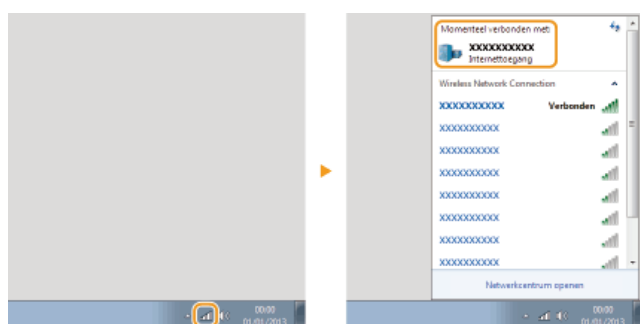 00:00
01/01/2013
Momenteel verbonden met:
XXXXXXXXXX
Internettoegang
Wireless Network Connection
XXXXXXXXXX Verbonden
XXXXXXXXXX
XXXXXXXXXX
XXXXXXXXXX
XXXXXXXXXX
XXXXXXXXXX
XXXXXXXXXX
XXXXXXXXXX
Netwerkcentrum openen
00:00
01/01/2013